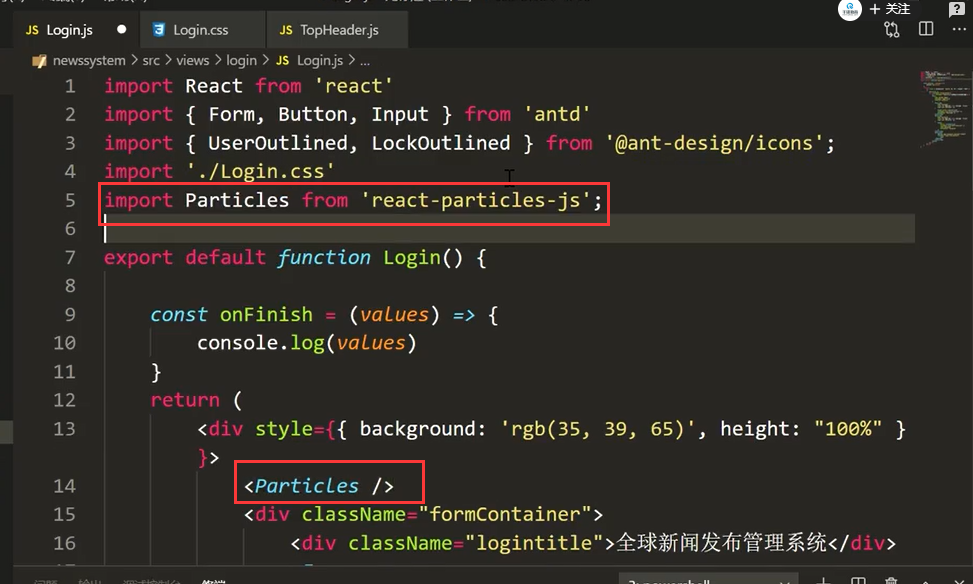 关注
JS Login.js
Login.css
JS TopHeader.js
newssystem > src > views > login > JS Login.js > ...
1 import React from 'react'
2 import { Form, Button, Input } from 'antd'
3 import { UserOutlined, LockOutlined } from '@ant-design/icons';
4 import './Login.css'
5 import Particles from 'react-particles-js';
6
7 export default function Login() {
8
9 const onFinish = (values) => {
10 console.log(values)
11 }
12 return (
13 <div style={{ background: 'rgb(35, 39, 65)', height: "100%" }
}>
14 <Particles />
15 <div className="formContainer">
16 <div className="logintitle">全球新闻发布管理系统</div>